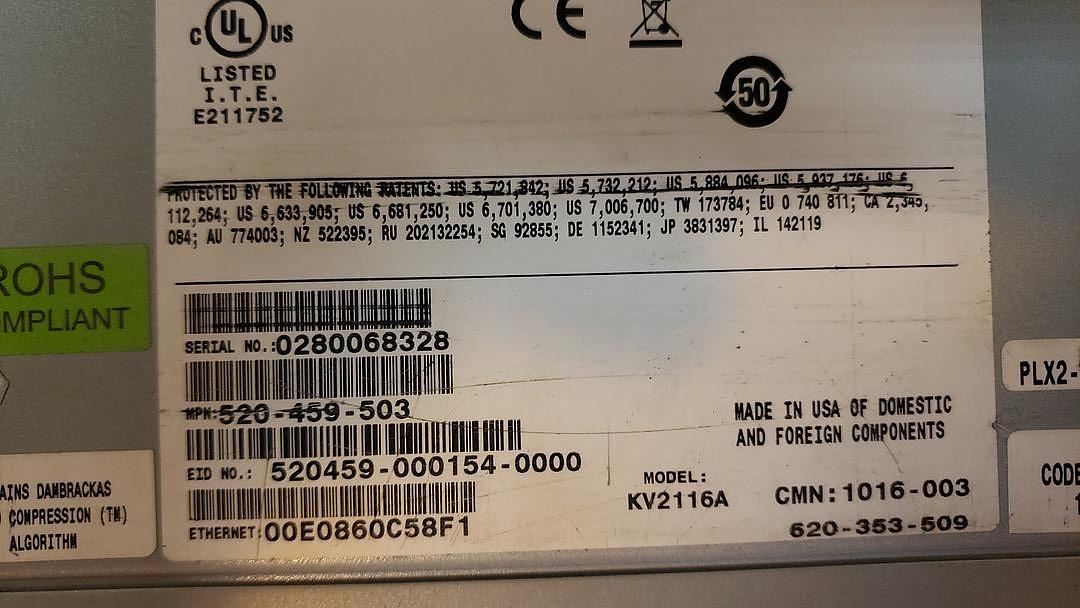 c UL US
LISTED
I.T.E.
E211752
CE
50
PROTECTED BY THE FOLLOWING PATENTS: US 5,721,842; US 5,732,212; US 5,884,096; US 5,937,176; US 6,
112,264; US 6,633,905; US 6,681,250; US 6,701,380; US 7,006,700; TW 173784; EU 0 740 811; CA 2,345,
084; AU 774003; NZ 522395; RU 202132254; SG 92855; DE 1152341; JP 3831397; IL 142119
ROHS
OMPLIANT
SERIAL NO.:0280068328
MPN:520-459-503
EID NO.: 520459-000154-0000
ETHERNET:00E0860C58F1
MADE IN USA OF DOMESTIC
AND FOREIGN COMPONENTS
MODEL:
KV2116A
CMN:1016-003
620-353-509
AINS DAMBRACKAS
COMPRESSION (TM)
ALGORITHM
PLX2-
CODE